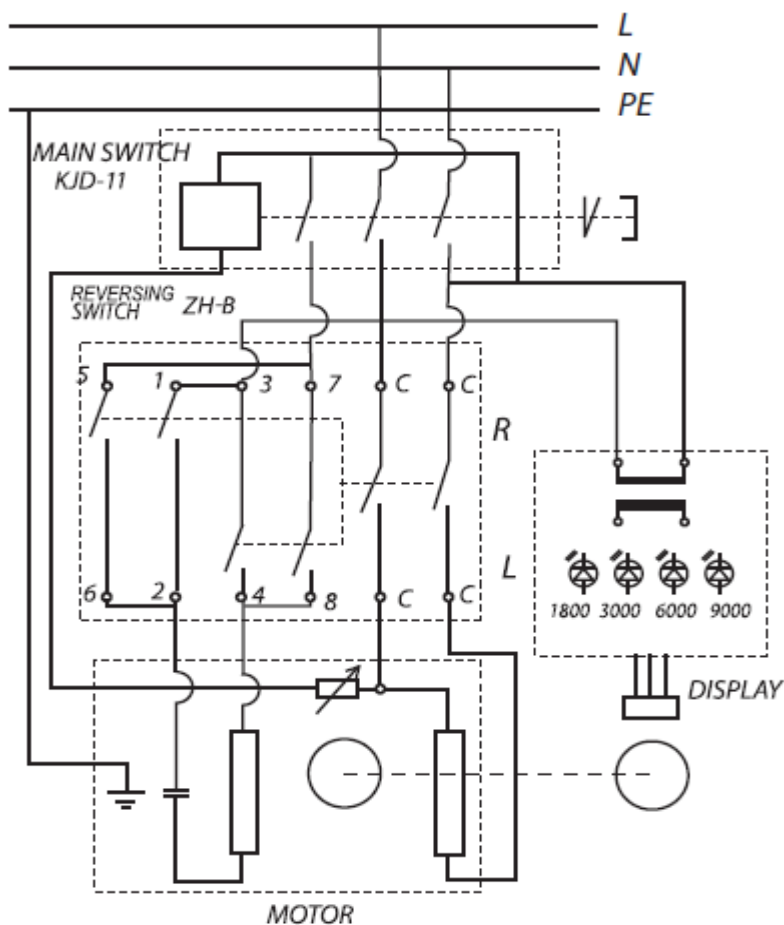 L
N
PE
MAIN SWITCH
KJD-11
REVERSING
SWITCH
ZH-B
5 1 3 7 C C
R
L
6 2 4 8 C C
1800 3000 6000 9000
DISPLAY
MOTOR